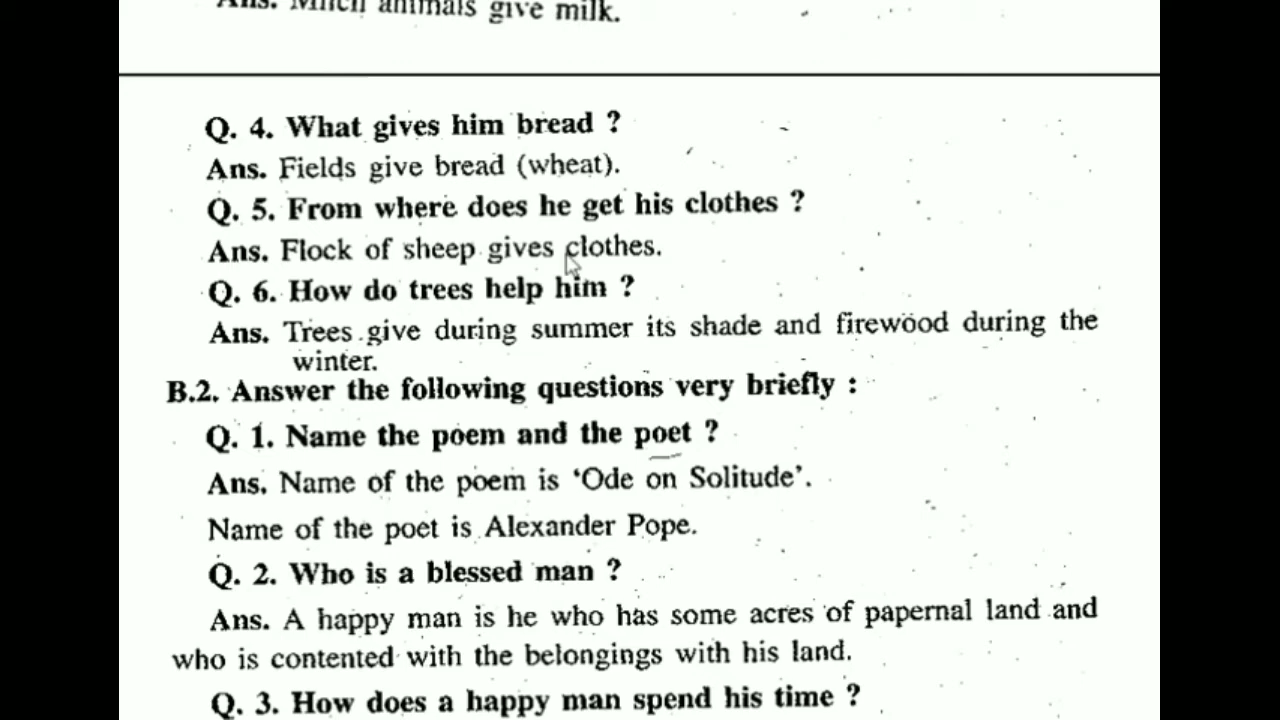 Ans. Milch animals give milk.
Q. 4. What gives him bread ?
Ans. Fields give bread (wheat).
Q. 5. From where does he get his clothes ?
Ans. Flock of sheep gives clothes.
Q. 6. How do trees help him ?
Ans. Trees give during summer its shade and firewood during the
winter.
B.2. Answer the following questions very briefly :
Q. 1. Name the poem and the poet ?
Ans. Name of the poem is ‘Ode on Solitude’.
Name of the poet is Alexander Pope.
Q. 2. Who is a blessed man ?
Ans. A happy man is he who has some acres of papernal land and
who is contented with the belongings with his land.
Q. 3. How does a happy man spend his time ?